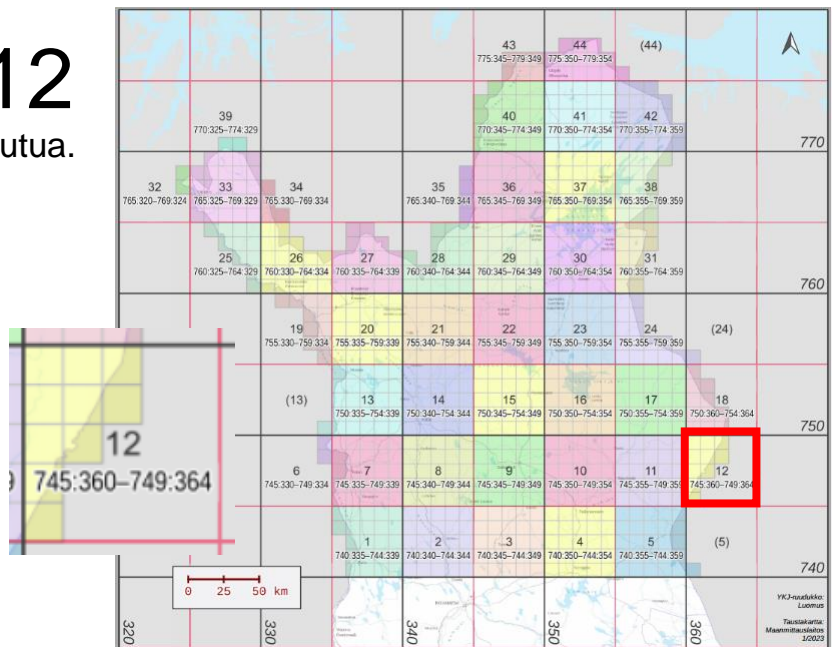 12
utua.
43 44 (44)
775:345–779:349 775:350–779:354
39 40 41 42
770:325–774:329 770:345–774:349 770:350–774:354 770:355–774:359
770
32 33 34 35 36 37 38
765:320–769:324 765:325–769:329 765:330–769:334 765:340–769:344 765:345–769:349 765:350–769:354 765:355–769:359
25 26 27 28 29 30 31
760:325–764:329 760:330–764:334 760:335–764:339 760:340–764:344 760:345–764:349 760:350–764:354 760:355–764:359
760
19 20 21 22 23 24 (24)
755:330–759:334 755:335–759:339 755:340–759:344 755:345–759:349 755:350–759:354 755:355–759:359
(13) 13 14 15 16 17 18
750:335–754:339 750:340–754:344 750:345–754:349 750:350–754:354 750:355–754:359 750:360–754:364
750
12
745:360–749:364
6 7 8 9 10 11 12
745:330–749:334 745:335–749:339 745:340–749:344 745:345–749:349 745:350–749:354 745:355–749:359 745:360–749:364
1 2 3 4 5 (5)
740:335–744:339 740:340–744:344 740:345–744:349 740:350–744:354 740:355–744:359
740
0 25 50 km
YKJ-ruudukko:
Luomus
Taustakartta:
Maanmittauslaitos
1/2023
320 330 340 350 360